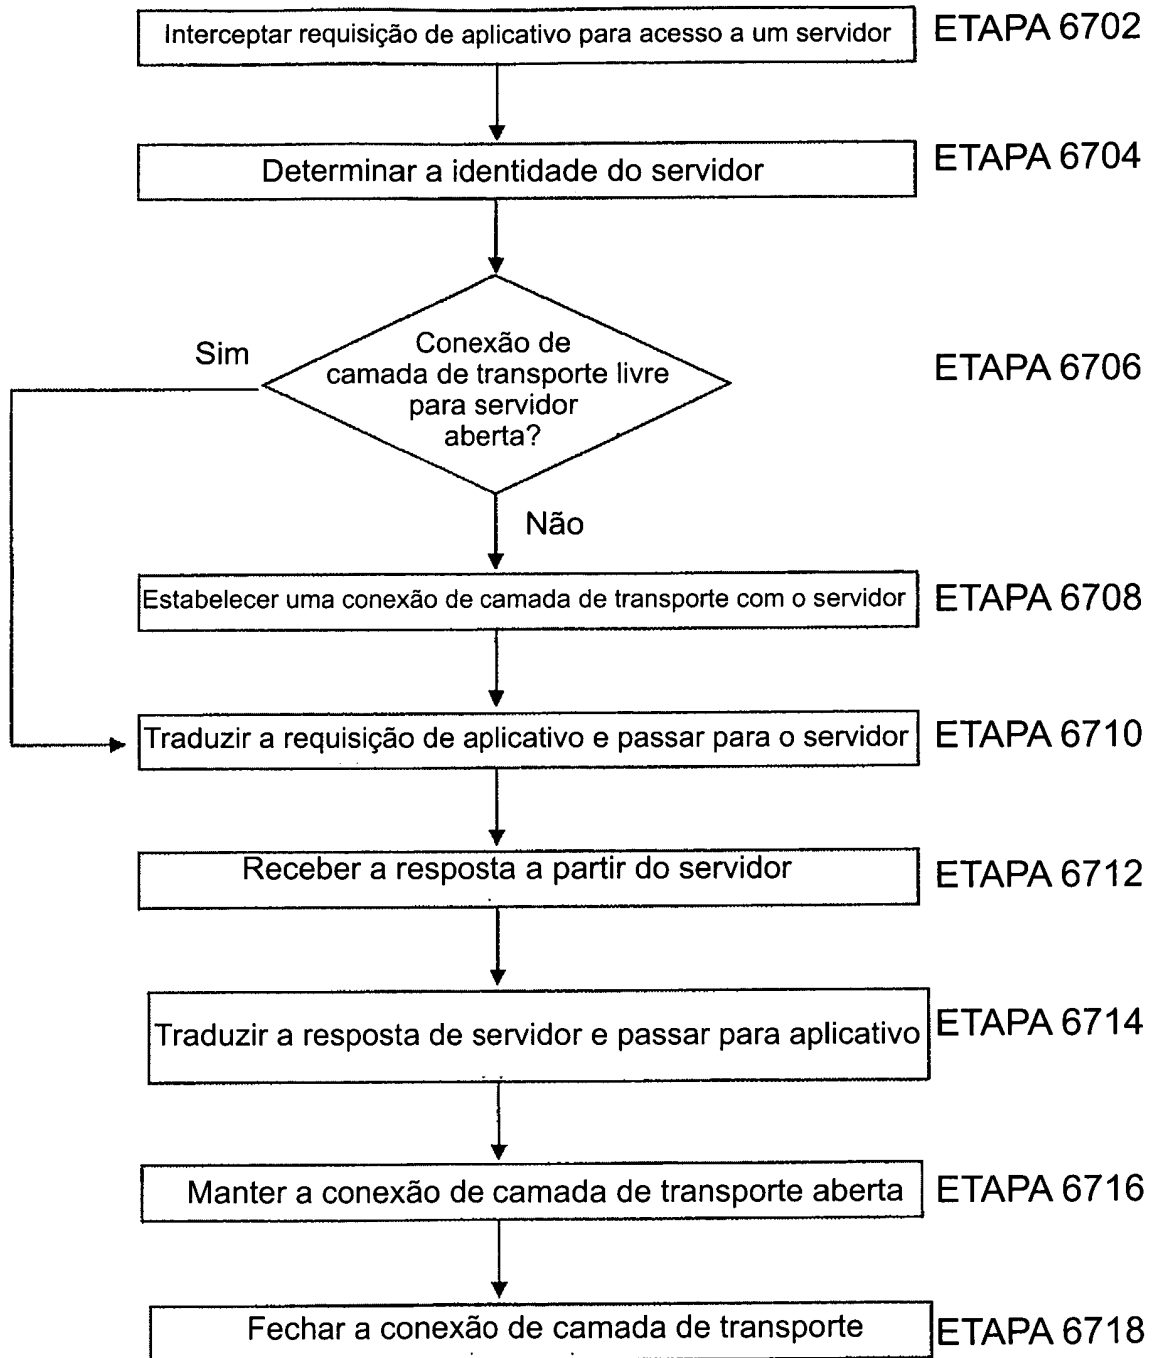 Interceptar requisição de aplicativo para acesso a um servidor
ETAPA 6702
Determinar a identidade do servidor
ETAPA 6704
Sim
Conexão de
camada de transporte livre
para servidor
aberta?
ETAPA 6706
Não
Estabelecer uma conexão de camada de transporte com o servidor
ETAPA 6708
Traduzir a requisição de aplicativo e passar para o servidor
ETAPA 6710
Receber a resposta a partir do servidor
ETAPA 6712
Traduzir a resposta de servidor e passar para aplicativo
ETAPA 6714
Manter a conexão de camada de transporte aberta
ETAPA 6716
Fechar a conexão de camada de transporte
ETAPA 6718